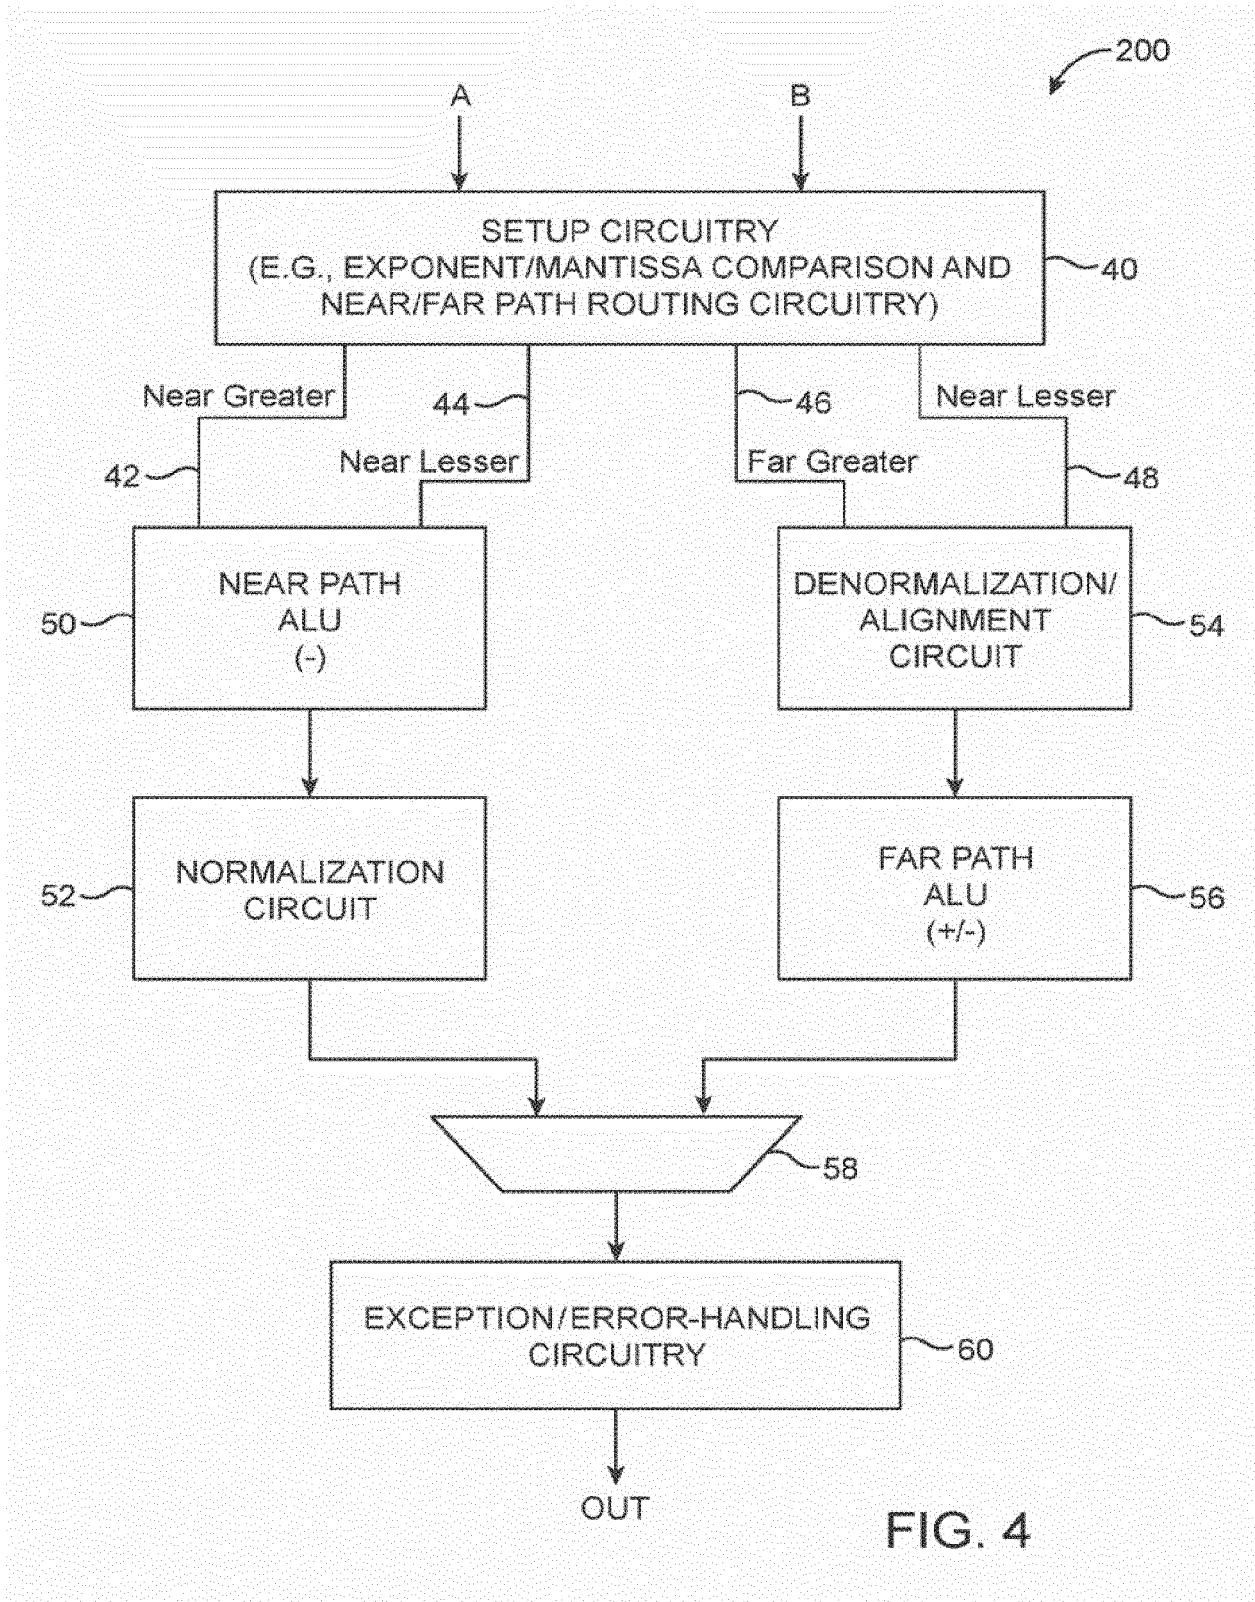 200
A
B
SETUP CIRCUITRY
(E.G., EXPONENT/MANTISSA COMPARISON AND
NEAR/FAR PATH ROUTING CIRCUITRY)
40
Near Greater
44
46
Near Lesser
42
Near Lesser
Far Greater
48
NEAR PATH
ALU
(-)
50
DENORMALIZATION/
ALIGNMENT
CIRCUIT
54
NORMALIZATION
CIRCUIT
52
FAR PATH
ALU
(+/-)
56
58
EXCEPTION/ERROR-HANDLING
CIRCUITRY
60
OUT
FIG. 4